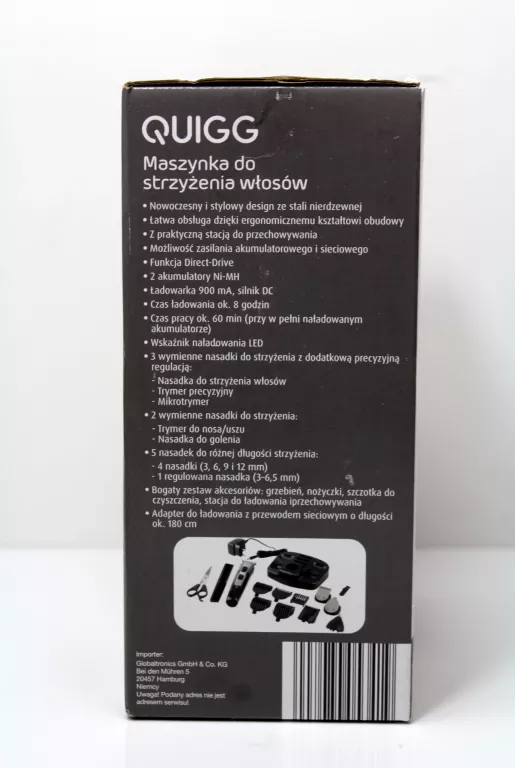 QUIGG
Maszynka do
strzyżenia włosów
• Nowoczesny i stylowy design ze stali nierdzewnej
• Łatwa obsługa dzięki ergonomicznemu kształtowi obudowy
• Z praktyczną stacją do przechowywania
• Możliwość zasilania akumulatorowego i sieciowego
• Funkcja Direct-Drive
• 2 akumulatory Ni-MH
• Ładowarka 900 mA, silnik DC
• Czas ładowania ok. 8 godzin
• Czas pracy ok. 60 min (przy w pełni naładowanym
akumulatorze)
• Wskaźnik naładowania LED
• 3 wymienne nasadki do strzyżenia z dodatkową precyzyjną
regulacją:
- Nasadka do strzyżenia włosów
- Trymer precyzyjny
- Mikrotrymer
• 2 wymienne nasadki do strzyżenia:
- Trymer do nosa/uszu
- Nasadka do golenia
• 5 nasadek do różnej długości strzyżenia:
- 4 nasadki (3, 6, 9 i 12 mm)
- 1 regulowana nasadka (3–6,5 mm)
• Bogaty zestaw akcesoriów: grzebień, nożyczki, szczotka do
czyszczenia, stacja do ładowania iprzechowywania
• Adapter do ładowania z przewodem sieciowym o długości
ok. 180 cm
Importer:
Globaltronics GmbH & Co. KG
Bei den Mühren 5
20457 Hamburg
Niemcy
Uwaga! Podany adres nie jest
adresem serwisu!